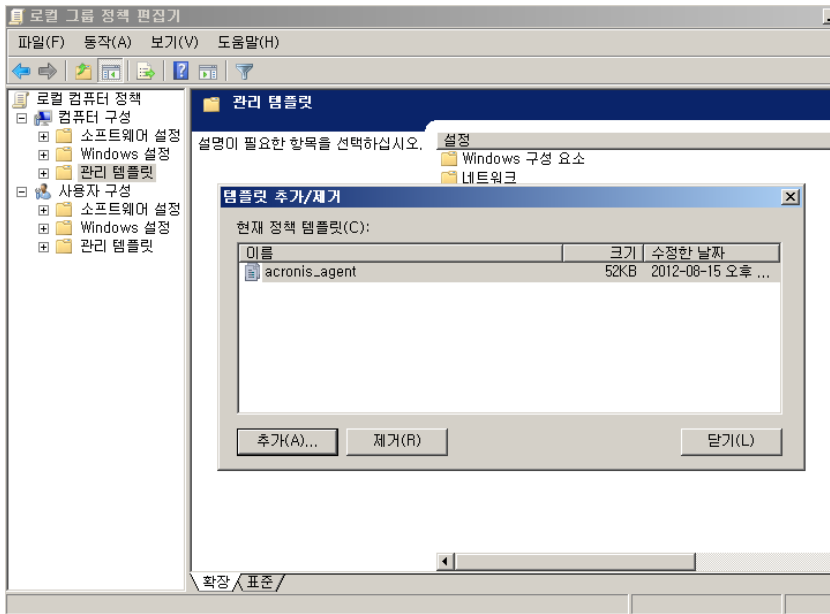 로컬 그룹 정책 편집기
파일(F) 동작(A) 보기(V) 도움말(H)
로컬 컴퓨터 정책
컴퓨터 구성
소프트웨어 설정
Windows 설정
관리 템플릿
사용자 구성
소프트웨어 설정
Windows 설정
관리 템플릿
관리 템플릿
설명이 필요한 항목을 선택하십시오.
설정
Windows 구성 요소
네트워크
템플릿 추가/제거
현재 정책 템플릿(C):
이름 크기 수정한 날짜
acronis_agent 52KB 2012-08-15 오후 ...
추가(A)... 제거(R) 닫기(L)
확장 표준